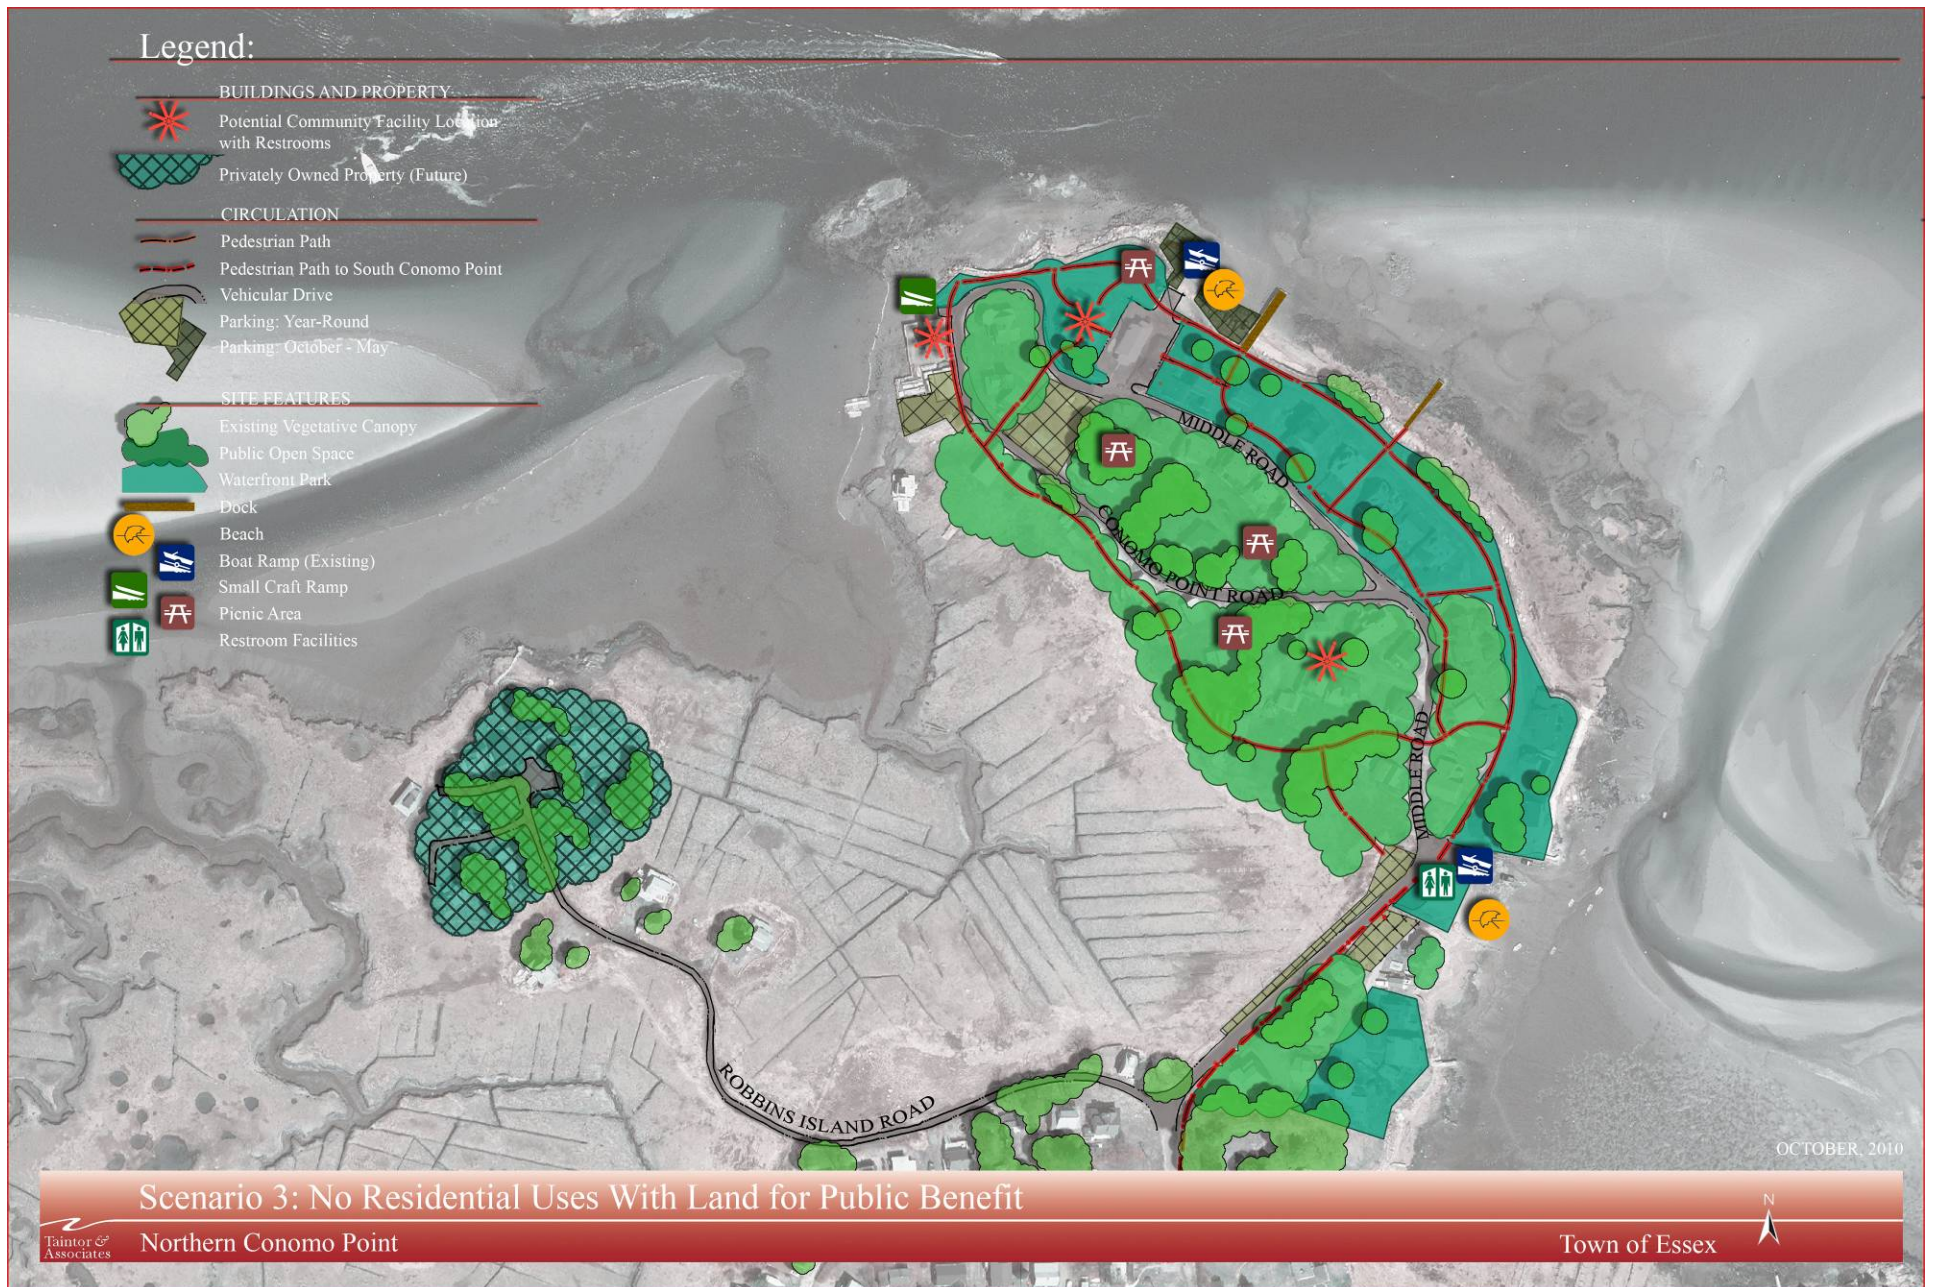 Legend:
BUILDINGS AND PROPERTY
Potential Community Facility Location
with Restrooms
Privately Owned Property (Future)
CIRCULATION
Pedestrian Path
Pedestrian Path to South Conomo Point
Vehicular Drive
Parking: Year-Round
Parking: October - May
SITE FEATURES
Existing Vegetative Canopy
Public Open Space
Waterfront Park
Dock
Beach
Boat Ramp (Existing)
Small Craft Ramp
Picnic Area
Restroom Facilities
MIDDLE ROAD
CONOMO POINT ROAD
MIDDLE ROAD
ROBBINS ISLAND ROAD
OCTOBER, 2010
Scenario 3: No Residential Uses With Land for Public Benefit
N
Taintor &
Associates
Northern Conomo Point
Town of Essex